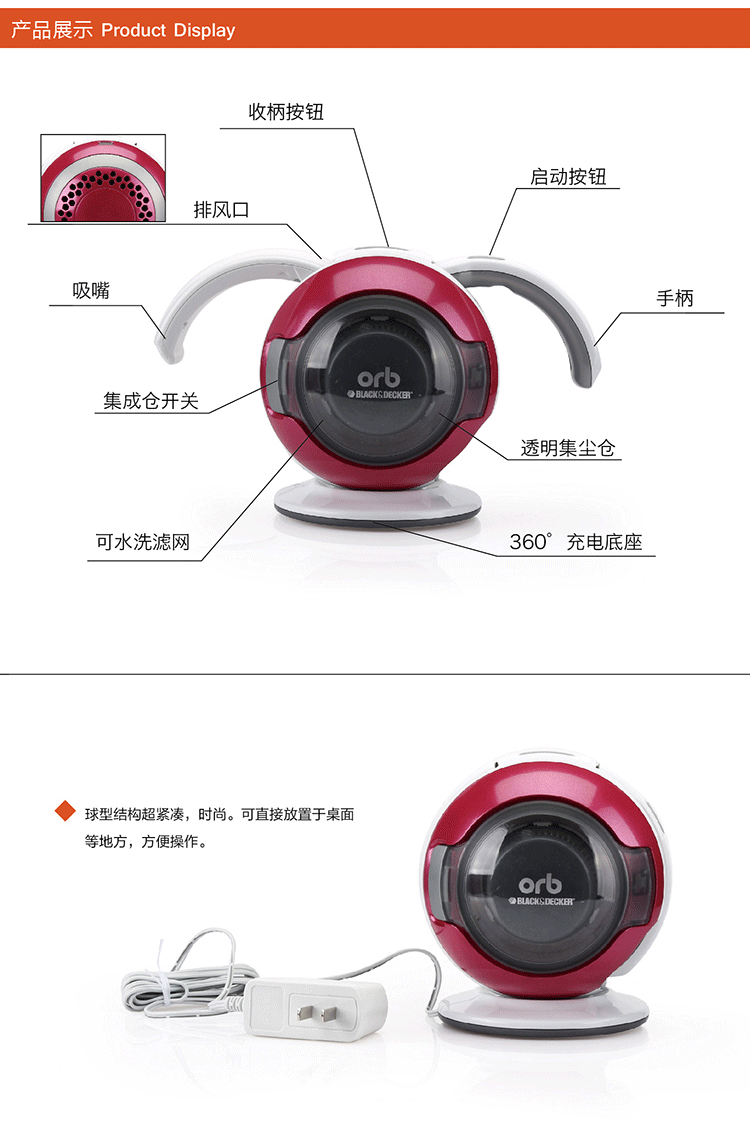 产品展示 Product Display
收柄按钮
启动按钮
排风口
吸嘴
手柄
集成仓开关
orb
BLACK&DECKER
透明集尘仓
可水洗滤网
360° 充电底座
球型结构超紧凑，时尚。可直接放置于桌面
等地方，方便操作。
orb
BLACK&DECKER